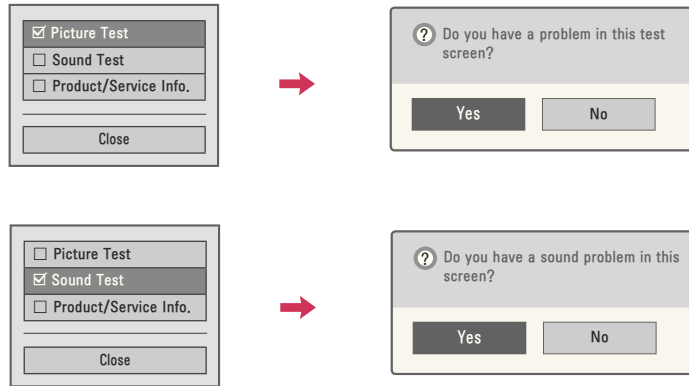 ☑ Picture Test
☐ Sound Test
☐ Product/Service Info.
Close
? Do you have a problem in this test
screen?
Yes No
☐ Picture Test
☑ Sound Test
☐ Product/Service Info.
Close
? Do you have a sound problem in this
screen?
Yes No